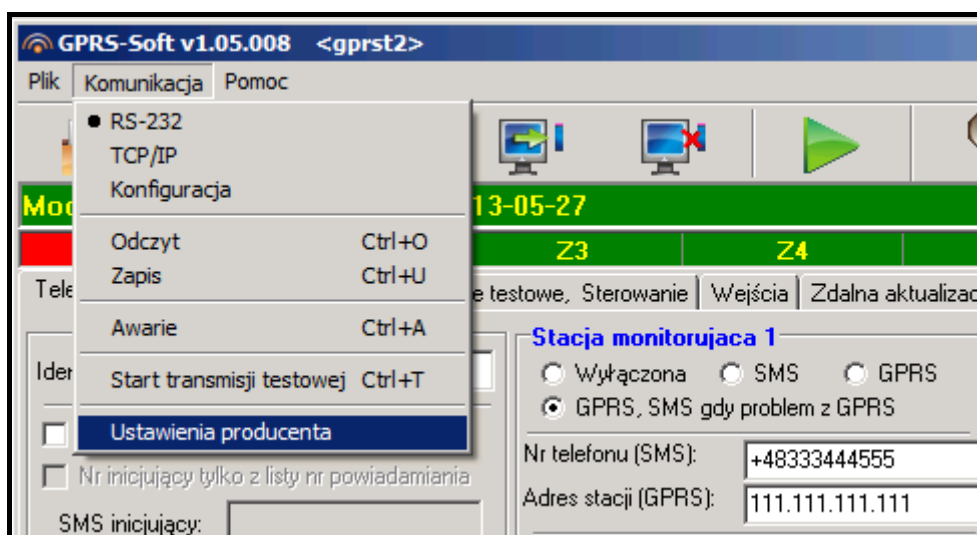 GPRS-Soft v1.05.008 <gprst2>
Plik Komunikacja Pomoc
RS-232
TCP/IP
Konfiguracja
Odczyt Ctrl+O
Zapis Ctrl+U
Awarie Ctrl+A
Start transmisji testowej Ctrl+T
Ustawienia producenta
13-05-27
Z3 Z4
testowe, Sterowanie Wejścia Zdalna
Stacja monitorujaca 1
Wyłączona SMS GPRS
GPRS, SMS gdy problem z GPRS
Nr inicjujący tylko z listy nr powiadamiania
SMS inicjujący:
Nr telefonu (SMS): +48333444555
Adres stacji (GPRS): 111.111.111.111